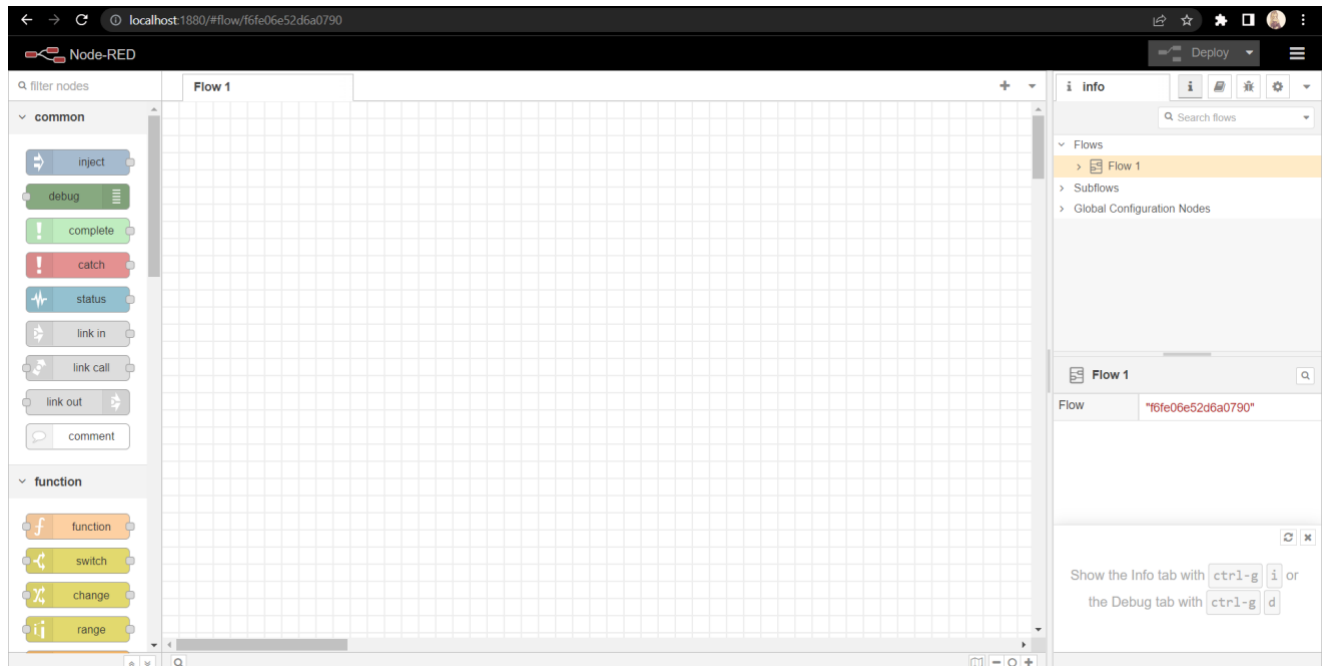 localhost:1880/#flow/f6fe06e52d6a0790
Node-RED
Deploy
filter nodes
Flow 1
info
i
common
Search flows
inject
debug
complete
catch
status
link in
link call
link out
comment
function
function
switch
change
range
Flows
Flow 1
Subflows
Global Configuration Nodes
Flow 1
Flow "f6fe06e52d6a0790"
Show the Info tab with ctrl-g i or
the Debug tab with ctrl-g d